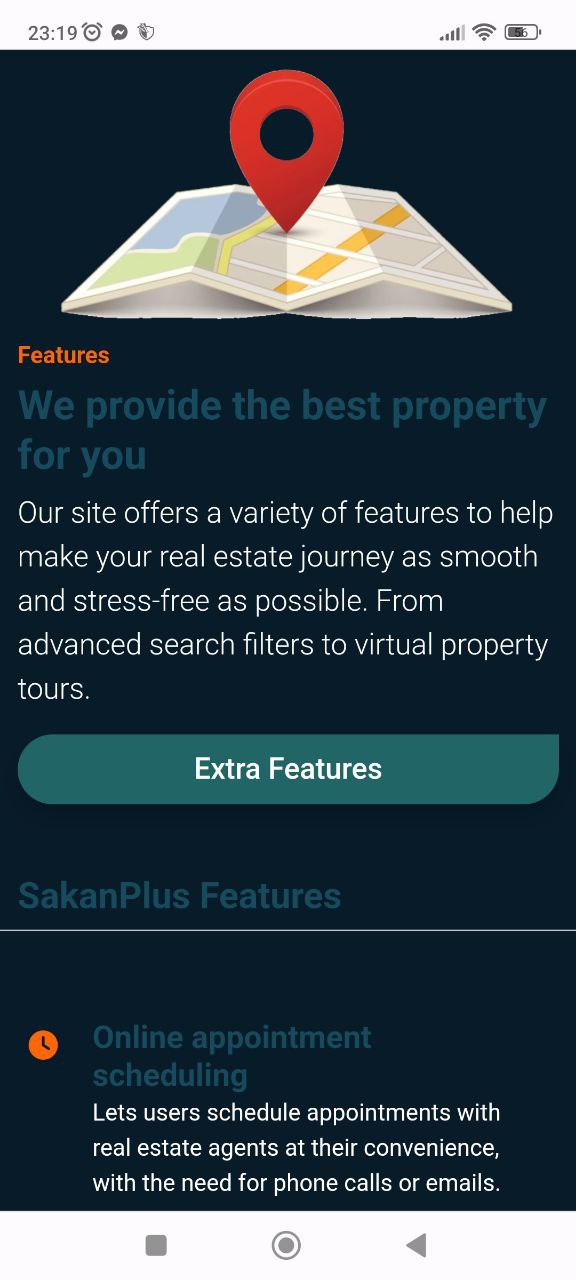 23:19
56
Features
We provide the best property
for you
Our site offers a variety of features to help
make your real estate journey as smooth
and stress-free as possible. From
advanced search filters to virtual property
tours.
Extra Features
SakanPlus Features
Online appointment
scheduling
Lets users schedule appointments with
real estate agents at their convenience,
with the need for phone calls or emails.